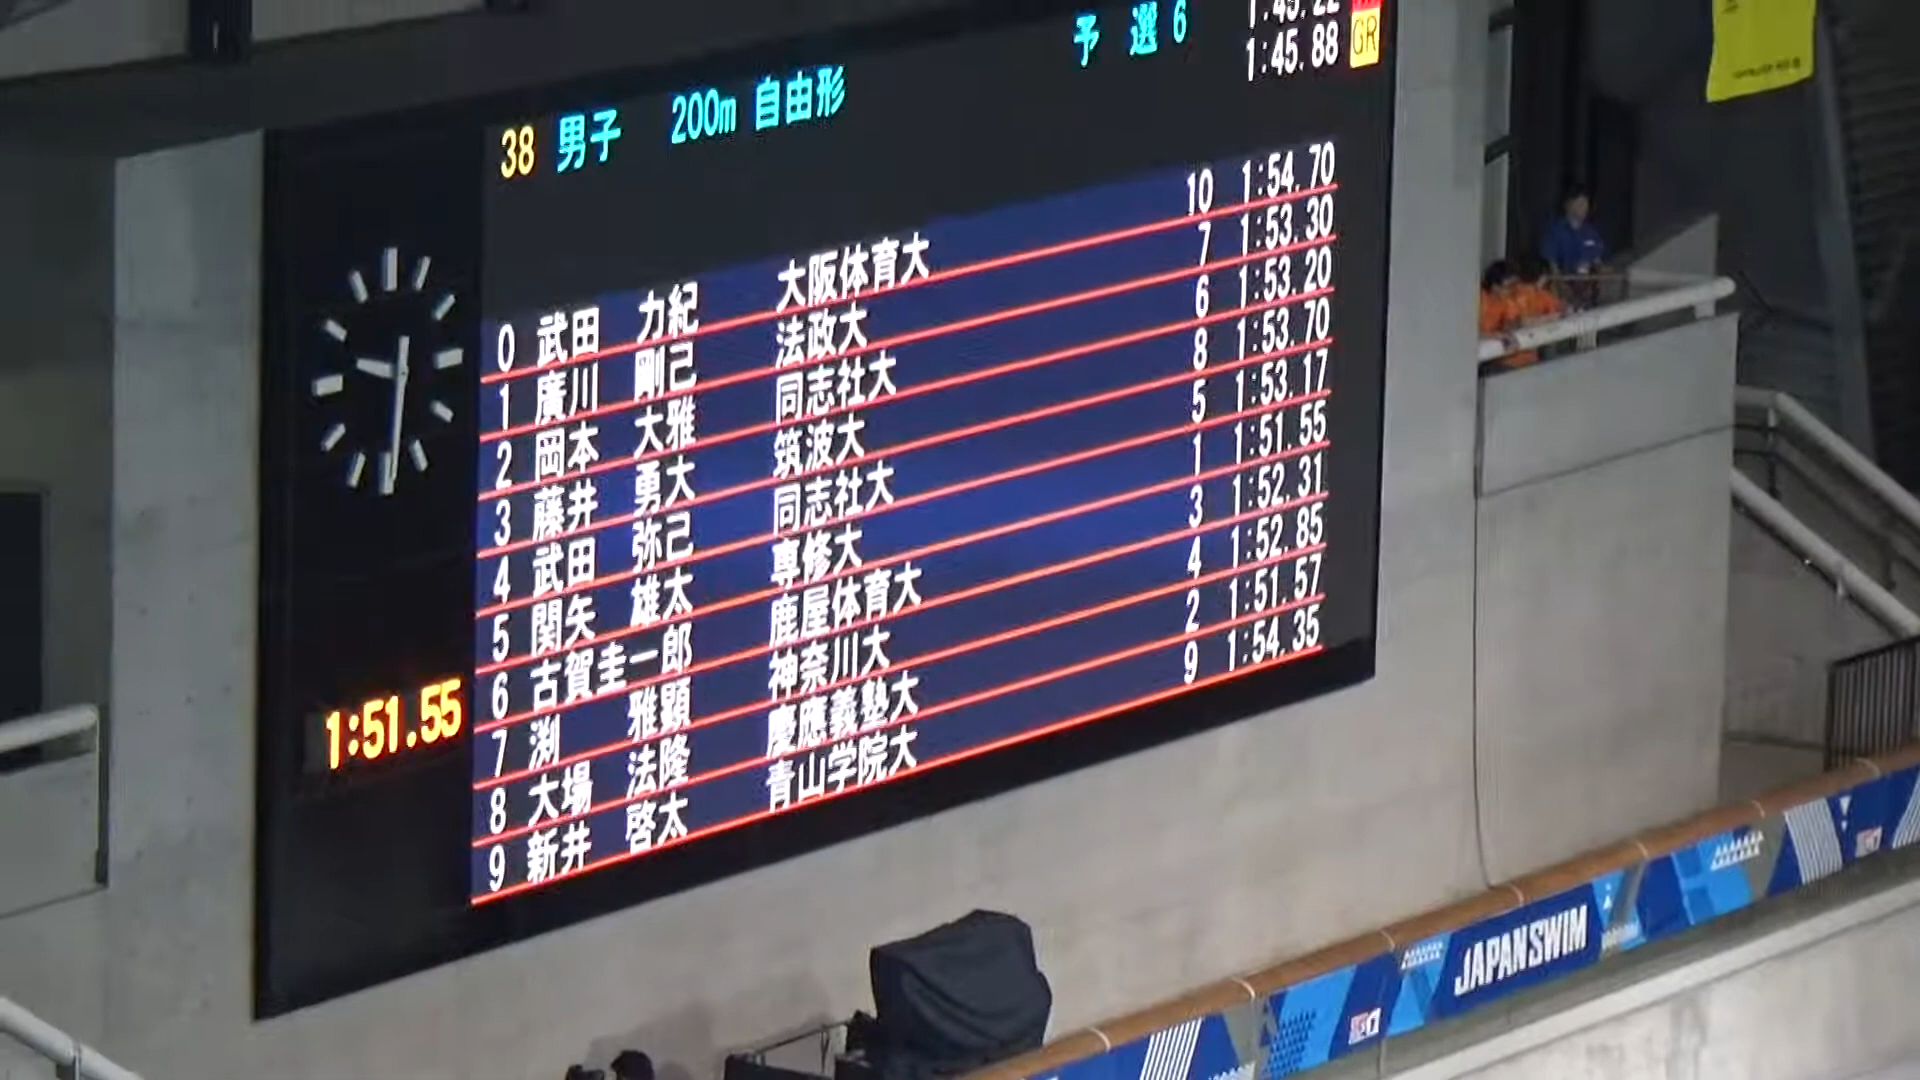 予 選 6
1:45.88 GR
38 男子 200m 自由形
0 武田 力紀 大阪体育大 10 1:54.70
1 廣川 剛己 法政大 7 1:53.30
2 岡本 大雅 同志社大 6 1:53.20
3 藤井 勇大 筑波大 8 1:53.70
4 武田 弥己 同志社大 5 1:53.17
5 関矢 雄太 専修大 1 1:51.55
6 古賀圭一郎 鹿屋体育大 3 1:52.31
7 渕 雅顕 神奈川大 4 1:52.85
8 大場 法隆 慶應義塾大 2 1:51.57
9 新井 啓太 青山学院大 9 1:54.35
1:51.55
JAPAN SWIM